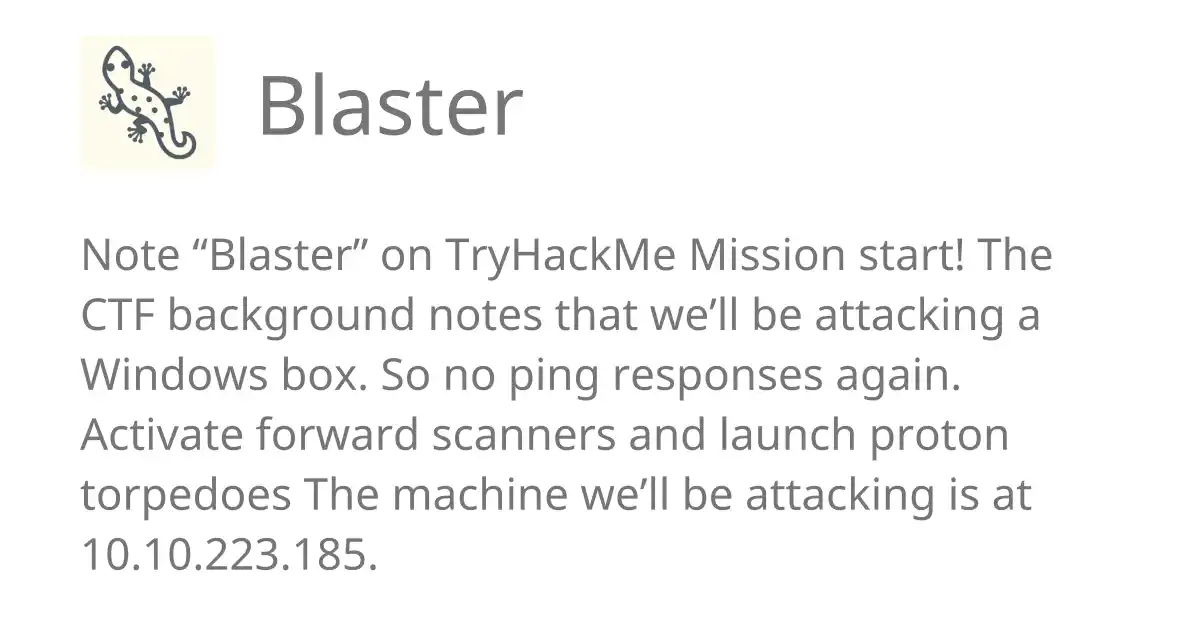 Blaster
Note “Blaster” on TryHackMe Mission start! The
CTF background notes that we’ll be attacking a
Windows box. So no ping responses again.
Activate forward scanners and launch proton
torpedoes The machine we’ll be attacking is at
10.10.223.185.